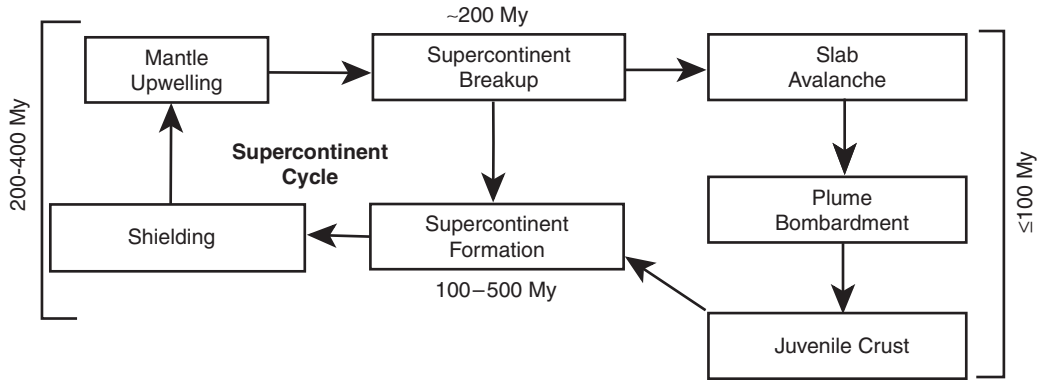 ~200 My
Mantle
Upwelling
Supercontinent
Breakup
Slab
Avalanche
200-400 My
Supercontinent
Cycle
≤100 My
Shielding
Supercontinent
Formation
Plume
Bombardment
100–500 My
Juvenile Crust